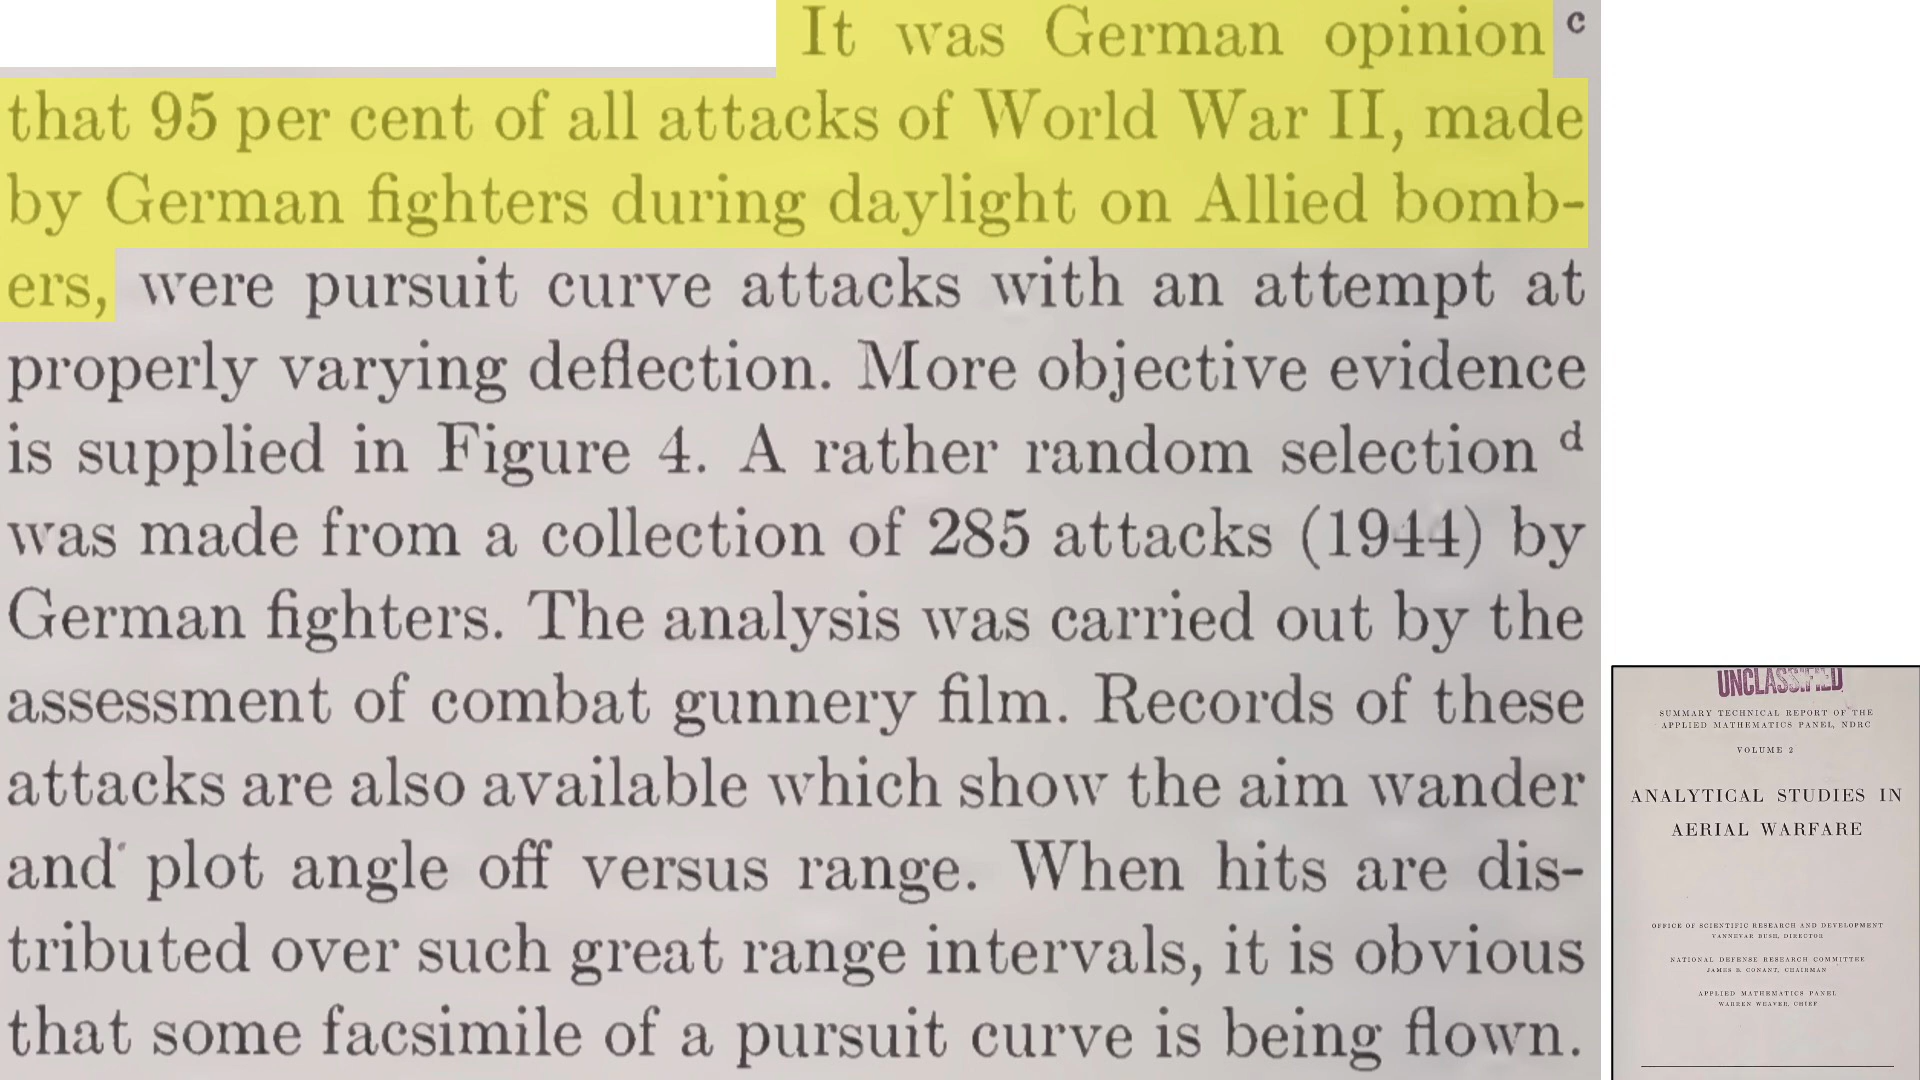 It was German opinion c
that 95 per cent of all attacks of World War II, made
by German fighters during daylight on Allied bomb-
ers, were pursuit curve attacks with an attempt at
properly varying deflection. More objective evidence
is supplied in Figure 4. A rather random selection d
was made from a collection of 285 attacks (1944) by
German fighters. The analysis was carried out by the
assessment of combat gunnery film. Records of these
attacks are also available which show the aim wander
and plot angle off versus range. When hits are dis-
tributed over such great range intervals, it is obvious
that some facsimile of a pursuit curve is being flown.
UNCLASSIFIED
SUMMARY TECHNICAL REPORT OF THE
APPLIED MATHEMATICS PANEL, NDRC
VOLUME 2
ANALYTICAL STUDIES IN
AERIAL WARFARE
OFFICE OF SCIENTIFIC RESEARCH AND DEVELOPMENT
VANNEVAR BUSH, DIRECTOR
NATIONAL DEFENSE RESEARCH COMMITTEE
JAMES B. CONANT, CHAIRMAN
APPLIED MATHEMATICS PANEL
WARREN WEAVER, CHIEF